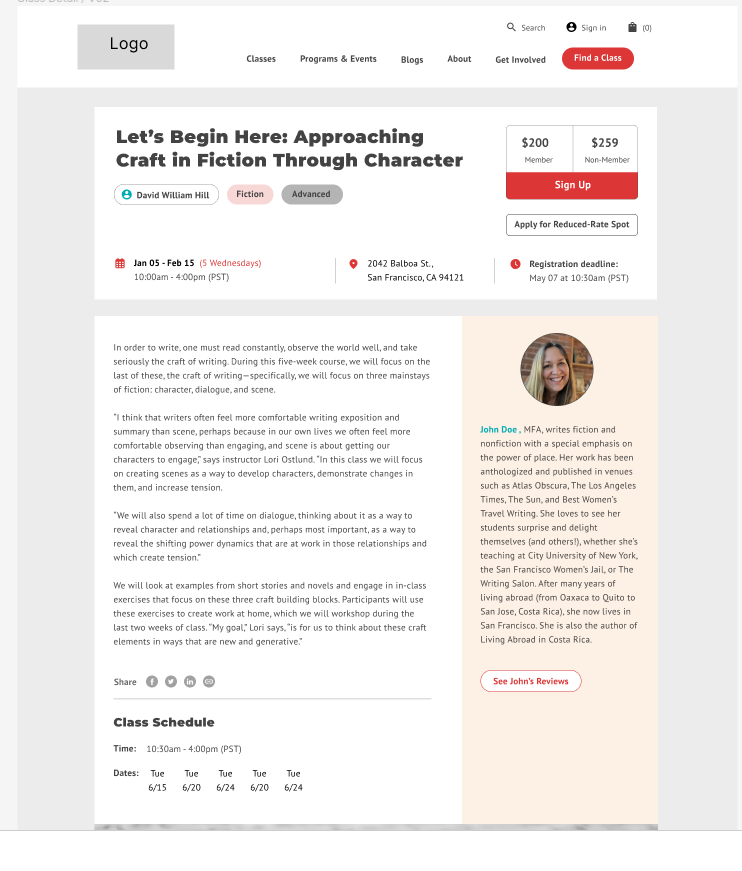 Class Detail / V02
Logo
Search
Sign in
(0)
Classes
Programs & Events
Blogs
About
Get Involved
Find a Class
Let's Begin Here: Approaching
Craft in Fiction Through Character
David William Hill
Fiction
Advanced
$200
Member
$259
Non-Member
Sign Up
Apply for Reduced-Rate Spot
Jan 05 - Feb 15 (5 Wednesdays)
10:00am - 4:00pm (PST)
2042 Balboa St.,
San Francisco, CA 94121
Registration deadline:
May 07 at 10:30am (PST)
In order to write, one must read constantly, observe the world well, and take
seriously the craft of writing. During this five-week course, we will focus on the
last of these, the craft of writing—specifically, we will focus on three mainstays
of fiction: character, dialogue, and scene.
“I think that writers often feel more comfortable writing exposition and
summary than scene, perhaps because in our own lives we often feel more
comfortable observing than engaging, and scene is about getting our
characters to engage,” says instructor Lori Ostlund. “In this class we will focus
on creating scenes as a way to develop characters, demonstrate changes in
them, and increase tension.
“We will also spend a lot of time on dialogue, thinking about it as a way to
reveal character and relationships and, perhaps most important, as a way to
reveal the shifting power dynamics that are at work in those relationships and
which create tension.”
We will look at examples from short stories and novels and engage in in-class
exercises that focus on these three craft building blocks. Participants will use
these exercises to create work at home, which we will workshop during the
last two weeks of class. “My goal,” Lori says, “is for us to think about these craft
elements in ways that are new and generative.”
Share
Class Schedule
Time: 10:30am - 4:00pm (PST)
Dates: Tue Tue Tue Tue Tue
6/15 6/20 6/24 6/20 6/24
John Doe , MFA, writes fiction and
nonfiction with a special emphasis on
the power of place. Her work has been
anthologized and published in venues
such as Atlas Obscura, The Los Angeles
Times, The Sun, and Best Women's
Travel Writing. She loves to see her
students surprise and delight
themselves (and others!), whether she's
teaching at City University of New York,
the San Francisco Women's Jail, or The
Writing Salon. After many years of
living abroad (from Oaxaca to Quito to
San Jose, Costa Rica), she now lives in
San Francisco. She is also the author of
Living Abroad in Costa Rica.
See John's Reviews